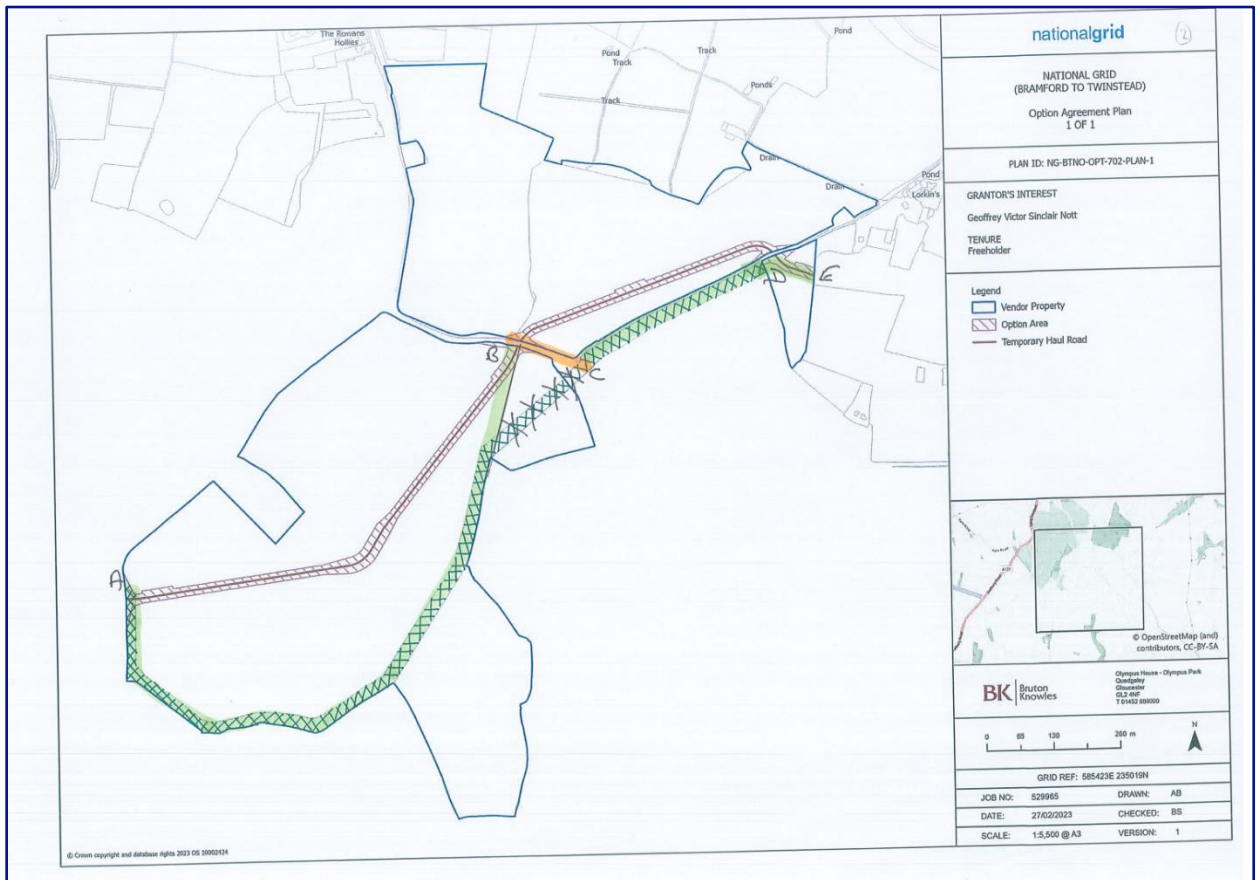 The Rowans
Hollies
Pond
Track
Track
Pond
Track
Ponds
Drain
Drain
Pond
Lorkin's
A
B
C
D
E
© Crown copyright and database rights 2023 OS 10002424
nationalgrid
2
NATIONAL GRID
(BRAMFORD TO TWINSTEAD)
Option Agreement Plan
1 OF 1
PLAN ID: NG-BTNO-OPT-702-PLAN-1
GRANTOR'S INTEREST
Geoffrey Victor Sinclair Nott
TENURE
Freeholder
Legend
Vendor Property
Option Area
Temporary Haul Road
© OpenStreetMap (and)
contributors, CC-BY-SA
BK Bruton
Knowles
Olympus House - Olympus Park
Quedgeley
Gloucester
GL2 4NF
T 01452 880000
0 65 130 260 m
N
GRID REF: 585423E 235019N
JOB NO: 529965 DRAWN: AB
DATE: 27/02/2023 CHECKED: BS
SCALE: 1:5,500 @ A3 VERSION: 1